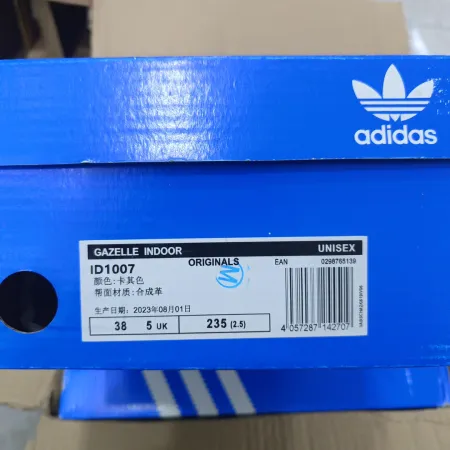 adidas
GAZELLE INDOOR UNISEX
ID1007 ORIGINALS EAN 0298765139
颜色:卡其色 M
帮面材质:合成革
生产日期: 2023年08月01日
38 5 UK 235 (2.5)
4 057287 142707